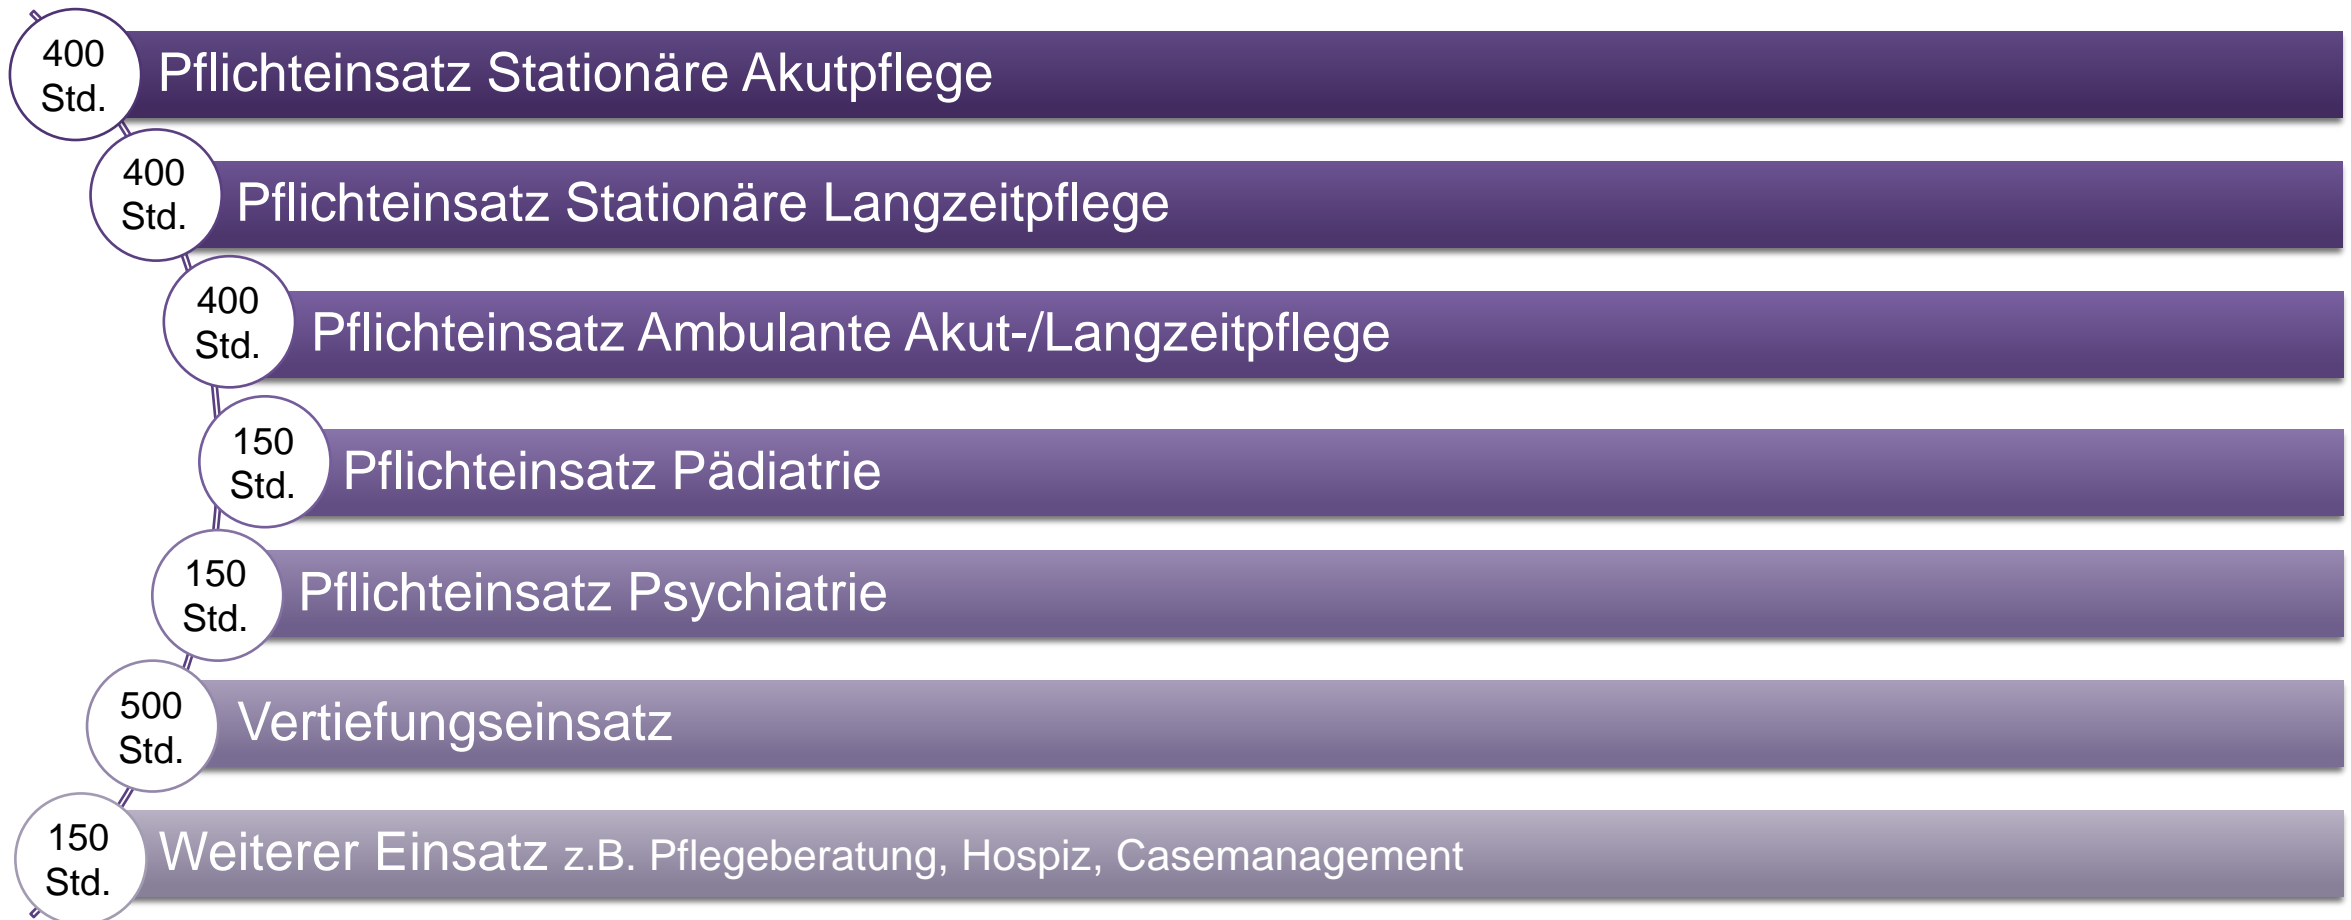 400
Std.
Pflichteinsatz Stationäre Akutpflege
400
Std.
Pflichteinsatz Stationäre Langzeitpflege
400
Std.
Pflichteinsatz Ambulante Akut-/Langzeitpflege
150
Std.
Pflichteinsatz Pädiatrie
150
Std.
Pflichteinsatz Psychiatrie
500
Std.
Vertiefungseinsatz
150
Std.
Weiterer Einsatz z.B. Pflegeberatung, Hospiz, Casemanagement